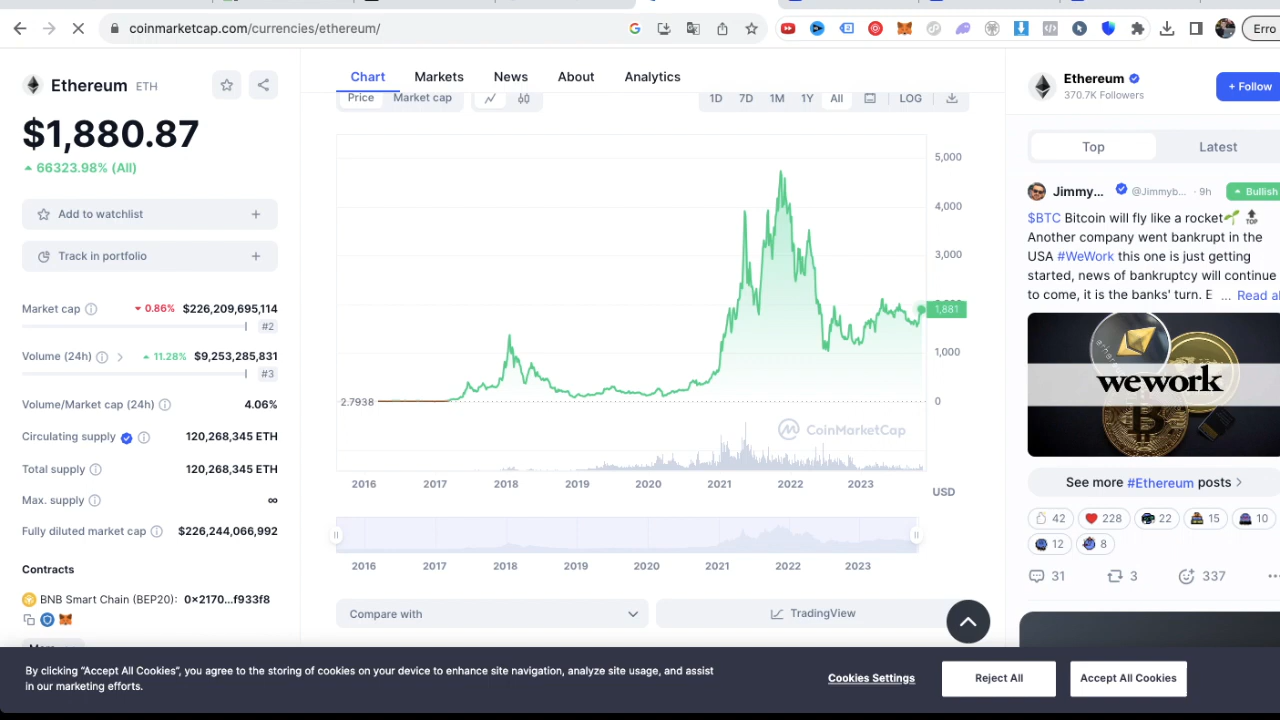 coinmarketcap.com/currencies/ethereum/
Erro
Ethereum ETH
$1,880.87
66323.98% (All)
Add to watchlist
Track in portfolio
Market cap 0.86% $226,209,695,114
#2
Volume (24h) 11.28% $9,253,285,831
#3
Volume/Market cap (24h) 4.06%
Circulating supply 120,268,345 ETH
Total supply 120,268,345 ETH
Max. supply ∞
Fully diluted market cap $226,244,066,992
Contracts
BNB Smart Chain (BEP20): 0x2170...f933f8
Chart Markets News About Analytics
Price Market cap 1D 7D 1M 1Y All LOG
5,000
4,000
3,000
1,881
1,000
2.7938 0
CoinMarketCap
2016 2017 2018 2019 2020 2021 2022 2023
USD
2016 2017 2018 2019 2020 2021 2022 2023
Compare with TradingView
Ethereum
370.7K Followers
+ Follow
Top Latest
Jimmy... @Jimmyb... · 9h Bullish
$BTC Bitcoin will fly like a rocket🌱 🔝
Another company went bankrupt in the
USA #WeWork this one is just getting
started, news of bankruptcy will continue
to come, it is the banks' turn. E ... Read al
wework
See more #Ethereum posts
42 228 22 15 10
12 8
31 3 337
By clicking “Accept All Cookies”, you agree to the storing of cookies on your device to enhance site navigation, analyze site usage, and assist
in our marketing efforts.
Cookies Settings Reject All Accept All Cookies